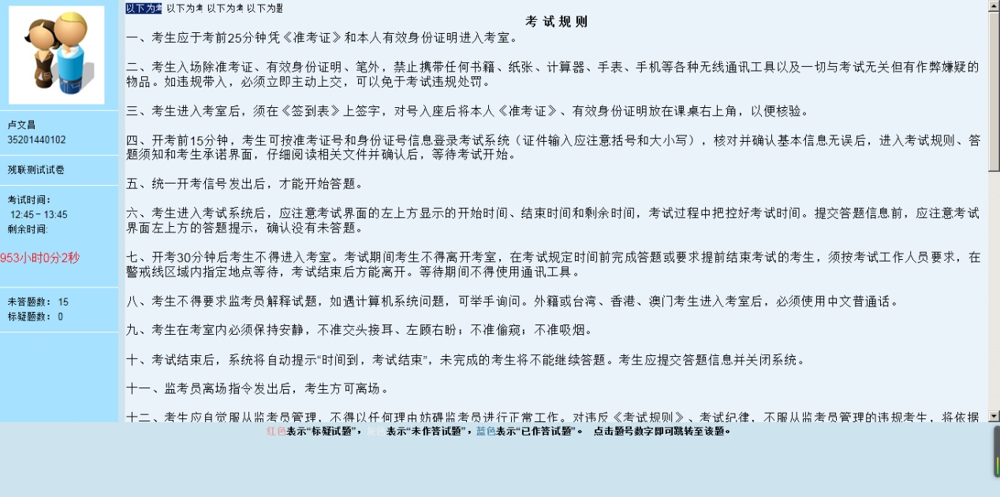 以下为考 以下为考 以下为考 以下为题
考 试 规 则
一、考生应于考前25分钟凭《准考证》和本人有效身份证明进入考室。
二、考生入场除准考证、有效身份证明、笔外，禁止携带任何书籍、纸张、计算器、手表、手机等各种无线通讯工具以及一切与考试无关但有作弊嫌疑的
物品。如违规带入，必须立即主动上交，可以免于考试违规处罚。
三、考生进入考室后，须在《签到表》上签字，对号入座后将本人《准考证》、有效身份证明放在课桌右上角，以便核验。
四、开考前15分钟，考生可按准考证号和身份证号信息登录考试系统（证件输入应注意括号和大小写），核对并确认基本信息无误后，进入考试规则、答
题须知和考生承诺界面，仔细阅读相关文件并确认后，等待考试开始。
五、统一开考信号发出后，才能开始答题。
六、考生进入考试系统后，应注意考试界面的左上方显示的开始时间、结束时间和剩余时间，考试过程中把控好考试时间。提交答题信息前，应注意考试
界面左上方的答题提示，确认没有未答题。
七、开考30分钟后考生不得进入考室。考试期间考生不得离开考室，在考试规定时间前完成答题或要求提前结束考试的考生，须按考试工作人员要求，在
警戒线区域内指定地点等待，考试结束后方能离开。等待期间不得使用通讯工具。
八、考生不得要求监考员解释试题，如遇计算机系统问题，可举手询问。外籍或台湾、香港、澳门考生进入考室后，必须使用中文普通话。
九、考生在考室内必须保持安静，不准交头接耳、左顾右盼；不准偷窥；不准吸烟。
十、考试结束后，系统将自动提示“时间到，考试结束”，未完成的考生将不能继续答题。考生应提交答题信息并关闭系统。
十一、监考员离场指令发出后，考生方可离场。
十二、考生应自觉服从监考员管理，不得以任何理由妨碍监考员进行正常工作。对违反《考试规则》、考试纪律，不服从监考员管理的违规考生，将依据
卢文昌
35201440102
残联测试试卷
考试时间：
12:45 - 13:45
剩余时间:
953小时0分2秒
未答题数： 15
标疑题数： 0
红色表示“标疑试题”，灰色表示“未作答试题”，蓝色表示“已作答试题”。 点击题号数字即可跳转至该题。